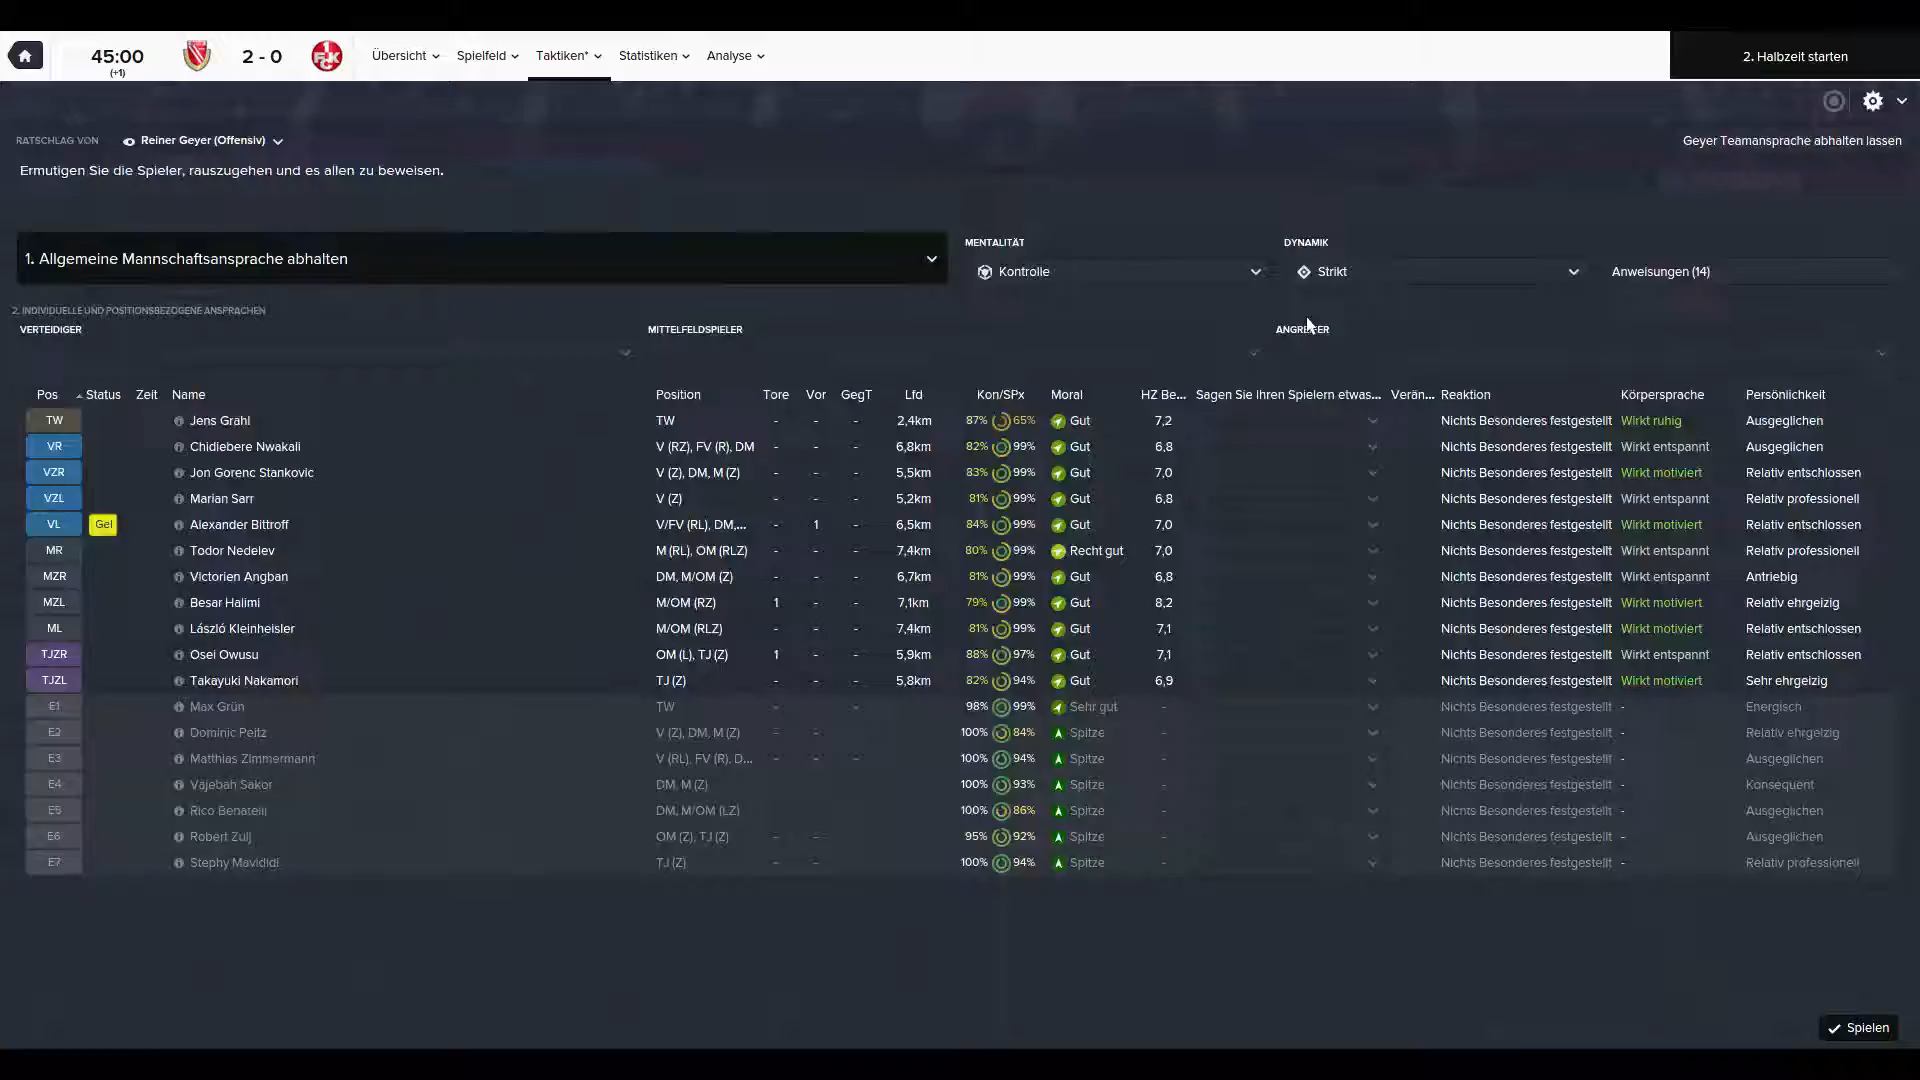 45:00
(+1)
2 - 0
Übersicht
Spielfeld
Taktiken*
Statistiken
Analyse
2. Halbzeit starten
RATSCHLAG VON
Reiner Geyer (Offensiv)
Geyer Teamansprache abhalten lassen
Ermutigen Sie die Spieler, rauszugehen und es allen zu beweisen.
MENTALITÄT
DYNAMIK
1. Allgemeine Mannschaftsansprache abhalten
Kontrolle
Strikt
Anweisungen (14)
2. INDIVIDUELLE UND POSITIONSBEZOGENE ANSPRACHEN
VERTEIDIGER
MITTELFELDSPIELER
ANGREIFER
Pos Status Zeit Name Position Tore Vor GegT Lfd Kon/SPx Moral HZ Be... Sagen Sie Ihren Spielern etwas... Verän... Reaktion Körpersprache Persönlichkeit
TW Jens Grahl TW - - - 2,4km 87% 65% Gut 7,2 Nichts Besonderes festgestellt Wirkt ruhig Ausgeglichen
VR Chidiebere Nwakali V (RZ), FV (R), DM - - - 6,8km 82% 99% Gut 6,8 Nichts Besonderes festgestellt Wirkt entspannt Ausgeglichen
VZR Jon Gorenc Stankovic V (Z), DM, M (Z) - - - 5,5km 83% 99% Gut 7,0 Nichts Besonderes festgestellt Wirkt motiviert Relativ entschlossen
VZL Marian Sarr V (Z) - - - 5,2km 81% 99% Gut 6,8 Nichts Besonderes festgestellt Wirkt entspannt Relativ professionell
VL Gel Alexander Bittroff V/FV (RL), DM,... - 1 - 6,5km 84% 99% Gut 7,0 Nichts Besonderes festgestellt Wirkt motiviert Relativ entschlossen
MR Todor Nedelev M (RL), OM (RLZ) - - - 7,4km 80% 99% Recht gut 7,0 Nichts Besonderes festgestellt Wirkt entspannt Relativ professionell
MZR Victorien Angban DM, M/OM (Z) - - - 6,7km 81% 99% Gut 6,8 Nichts Besonderes festgestellt Wirkt entspannt Antriebig
MZL Besar Halimi M/OM (RZ) 1 - - 7,1km 79% 99% Gut 8,2 Nichts Besonderes festgestellt Wirkt motiviert Relativ ehrgeizig
ML László Kleinheisler M/OM (RLZ) - - - 7,4km 81% 99% Gut 7,1 Nichts Besonderes festgestellt Wirkt motiviert Relativ entschlossen
TJZR Osei Owusu OM (L), TJ (Z) 1 - - 5,9km 88% 97% Gut 7,1 Nichts Besonderes festgestellt Wirkt entspannt Relativ entschlossen
TJZL Takayuki Nakamori TJ (Z) - - - 5,8km 82% 94% Gut 6,9 Nichts Besonderes festgestellt Wirkt motiviert Sehr ehrgeizig
E1 Max Grün TW - - 98% 99% Sehr gut - Nichts Besonderes festgestellt - Energisch
E2 Dominic Peitz V (Z), DM, M (Z) - - 100% 84% Spitze - Nichts Besonderes festgestellt - Relativ ehrgeizig
E3 Matthias Zimmermann V (RL), FV (R), D... - - - 100% 94% Spitze - Nichts Besonderes festgestellt - Ausgeglichen
E4 Vajebah Sakor DM, M (Z) 100% 93% Spitze - Nichts Besonderes festgestellt - Konsequent
E5 Rico Benatelli DM, M/OM (LZ) 100% 86% Spitze - Nichts Besonderes festgestellt - Ausgeglichen
E6 Robert Zulj OM (Z), TJ (Z) - - 95% 92% Spitze - Nichts Besonderes festgestellt - Ausgeglichen
E7 Stephy Mavididi TJ (Z) - - 100% 94% Spitze - Nichts Besonderes festgestellt - Relativ professionell
Spielen